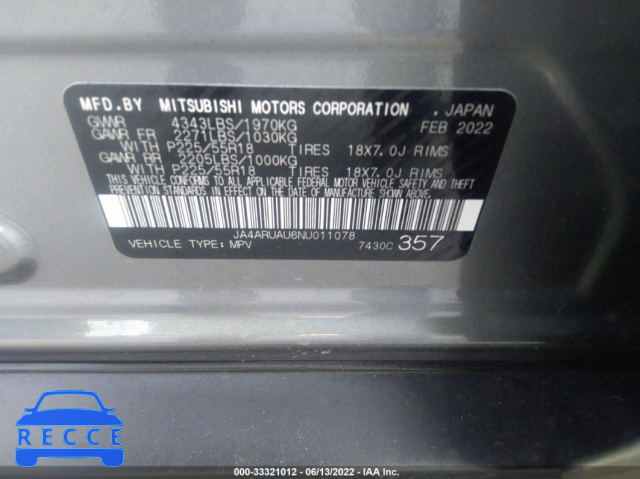 MFD.BY MITSUBISHI MOTORS CORPORATION . JAPAN
GVWR 4343LBS/1970KG FEB 2022
GAWR FR 2271LBS/1030KG
WITH P225/55R18 TIRES 18X7.0J RIMS
GAWR RR 2205LBS/1000KG
WITH P225/55R18 TIRES 18X7.0J RIMS
THIS VEHICLE CONFORMS TO ALL APPLICABLE FEDERAL MOTOR VEHICLE SAFETY AND THEFT
PREVENTION STANDARDS IN EFFECT ON THE DATE OF MANUFACTURE SHOWN ABOVE.
JA4ARUAU6NU011078
VEHICLE TYPE: MPV 7430C 357
RECCE
000-33321012 - 06/13/2022 - IAA Inc.